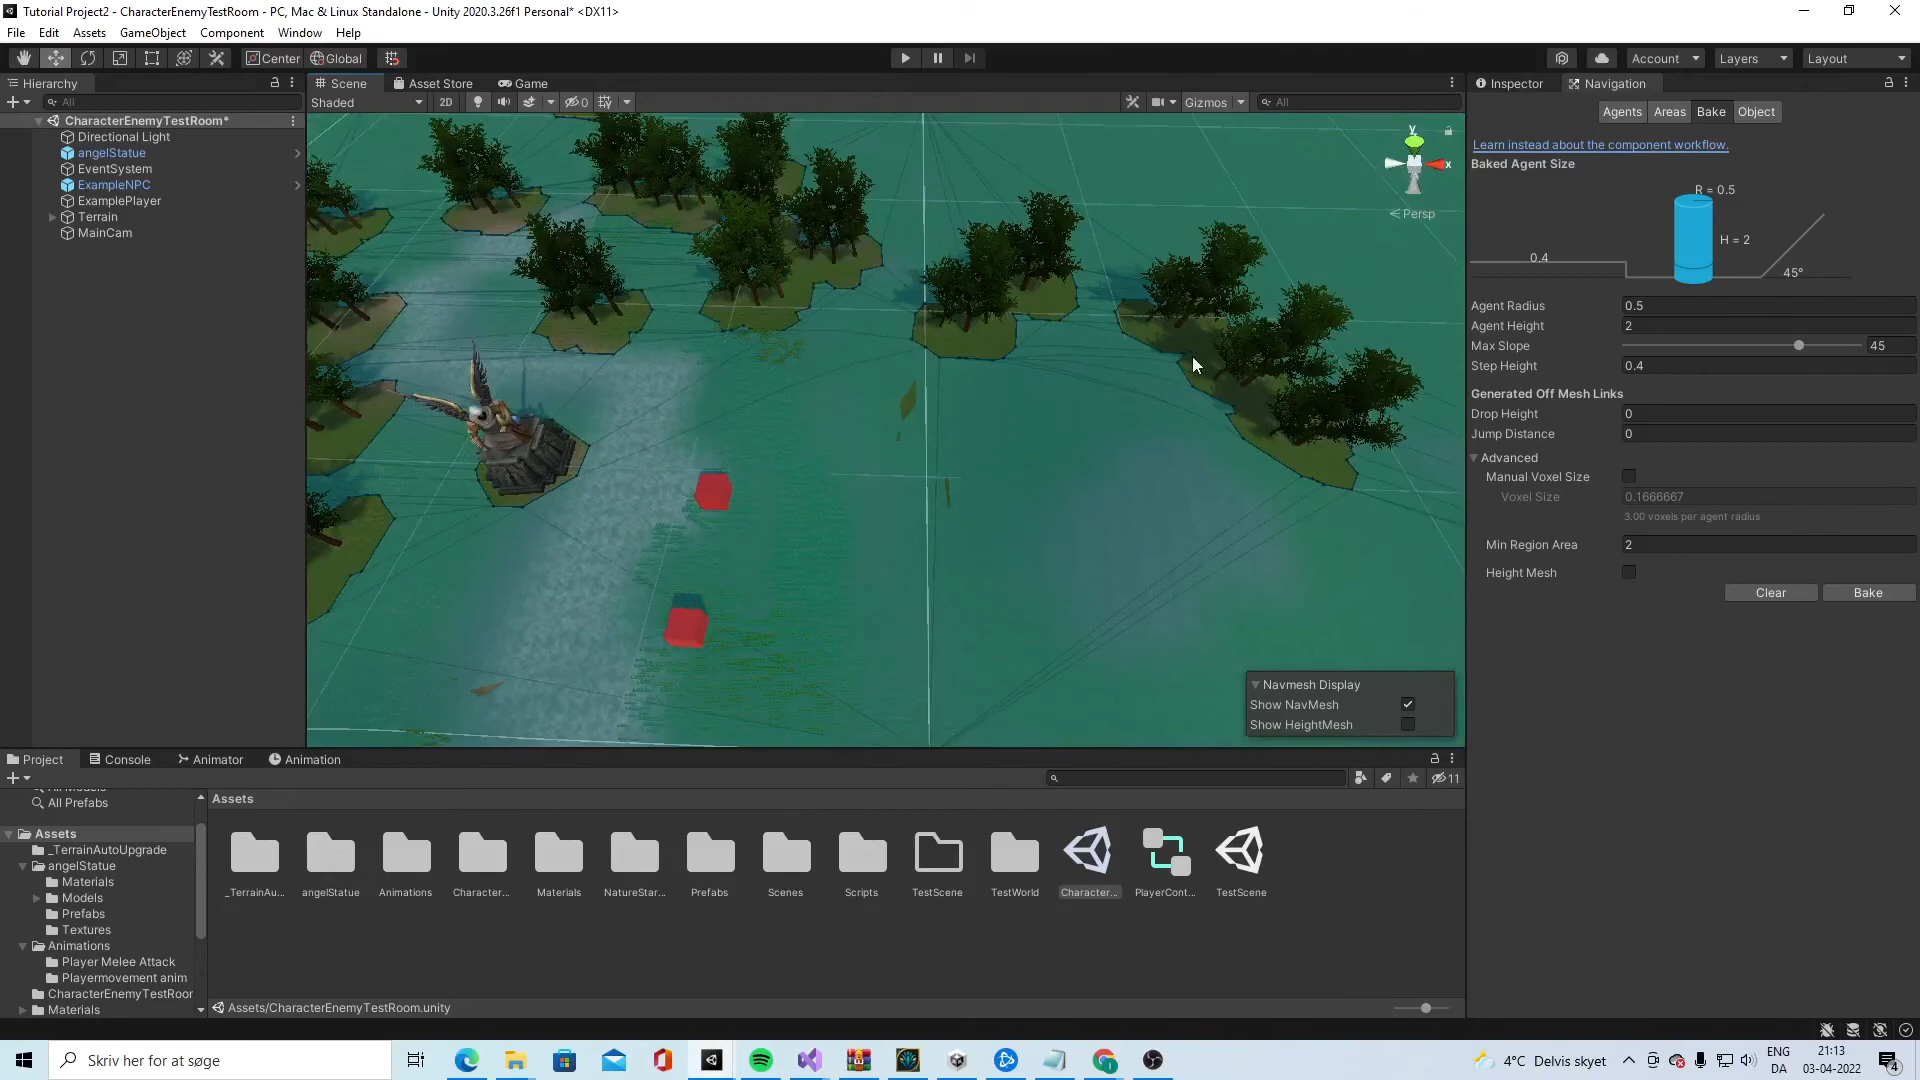 Tutorial Project2 - CharacterEnemyTestRoom - PC, Mac & Linux Standalone - Unity 2020.3.26f1 Personal* <DX11>
File Edit Assets GameObject Component Window Help
Center Global Account Layers Layout
Hierarchy
All
CharacterEnemyTestRoom*
Directional Light
angelStatue
EventSystem
ExampleNPC
ExamplePlayer
Terrain
MainCam
Scene Asset Store Game
Shaded 2D 0 Gizmos All
y
x
Persp
Navmesh Display
Show NavMesh
Show HeightMesh
Inspector Navigation
Agents Areas Bake Object
Learn instead about the component workflow.
Baked Agent Size
R = 0.5
H = 2
0.4
45°
Agent Radius 0.5
Agent Height 2
Max Slope 45
Step Height 0.4
Generated Off Mesh Links
Drop Height 0
Jump Distance 0
Advanced
Manual Voxel Size
Voxel Size 0.1666667
3.00 voxels per agent radius
Min Region Area 2
Height Mesh
Clear Bake
Project Console Animator Animation
11
All Prefabs
Assets
_TerrainAutoUpgrade
angelStatue
Materials
Models
Prefabs
Textures
Animations
Player Melee Attack
Playermovement anim
CharacterEnemyTestRoor
Materials
Assets
_TerrainAu... angelStatue Animations Character... Materials NatureStar... Prefabs Scenes Scripts TestScene TestWorld Character... PlayerCont... TestScene
Assets/CharacterEnemyTestRoom.unity
Skriv her for at søge
4°C Delvis skyet
ENG
DA
21:13
03-04-2022
4